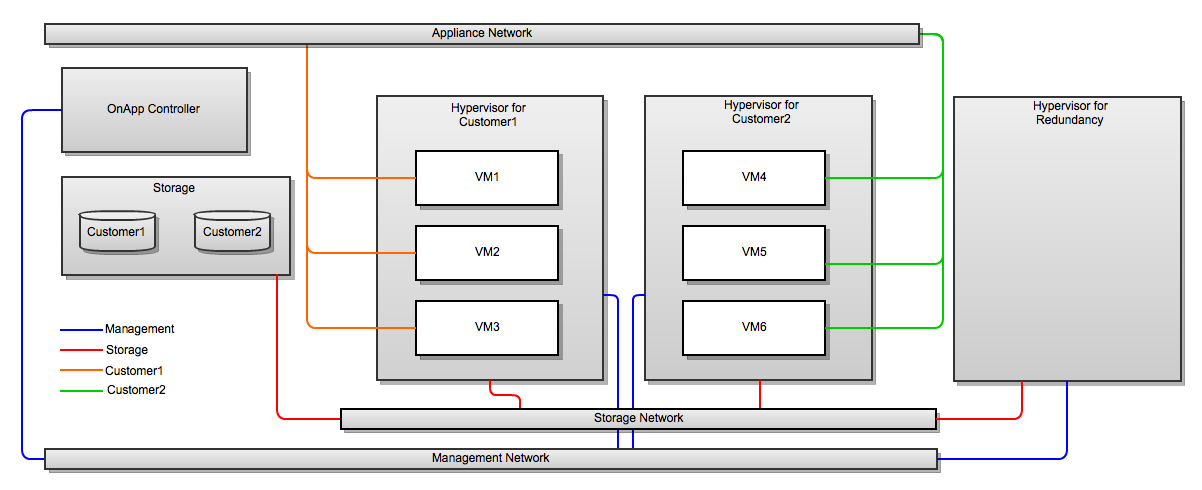 Appliance Network
OnApp Controller
Storage
Customer1
Customer2
Hypervisor for
Customer1
VM1
VM2
VM3
Hypervisor for
Customer2
VM4
VM5
VM6
Hypervisor for
Redundancy
Management
Storage
Customer1
Customer2
Storage Network
Management Network